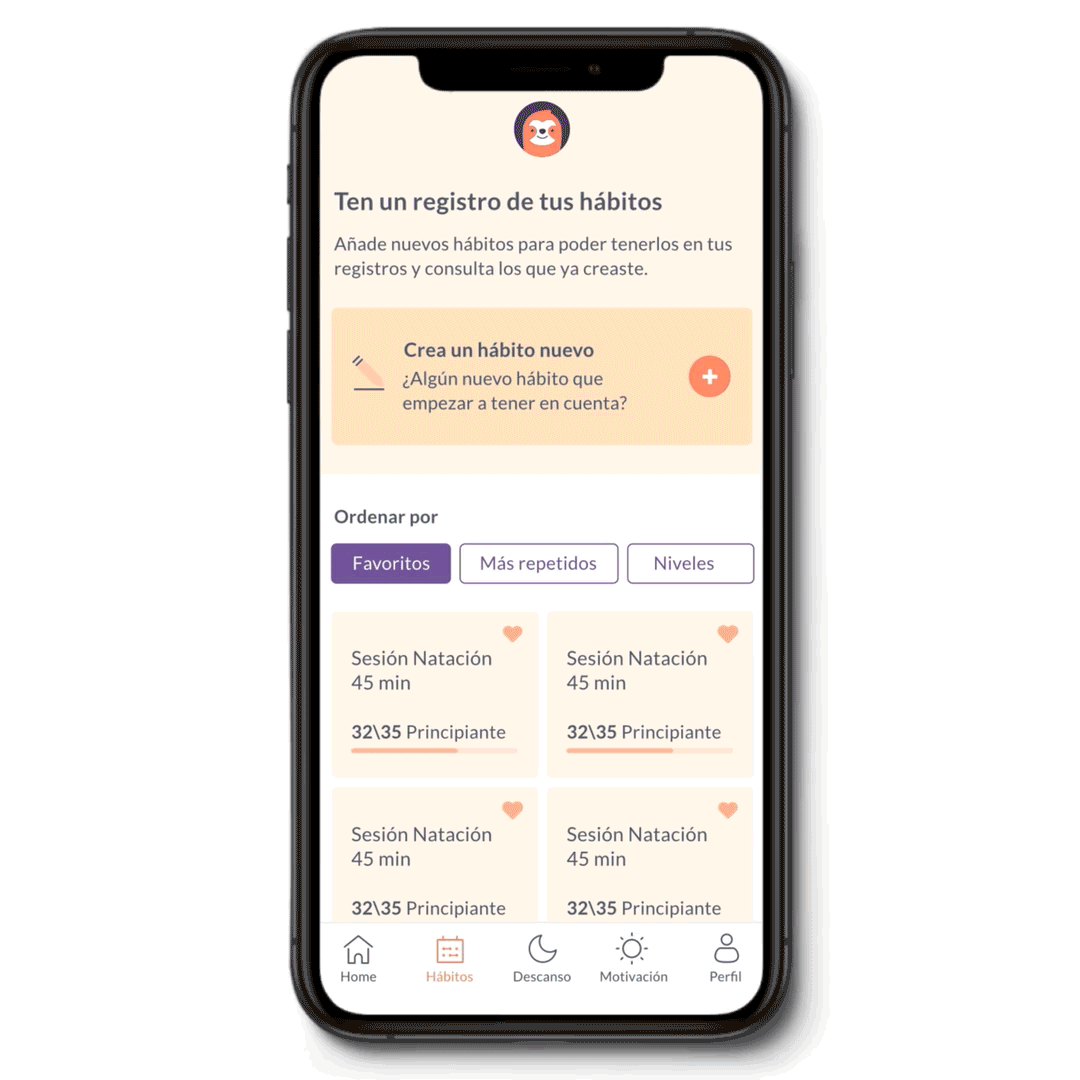 Ten un registro de tus hábitos
Añade nuevos hábitos para poder tenerlos en tus
registros y consulta los que ya creaste.
Crea un hábito nuevo
¿Algún nuevo hábito que
empezar a tener en cuenta?
Ordenar por
Favoritos
Más repetidos
Niveles
Sesión Natación
45 min
32\35 Principiante
Sesión Natación
45 min
32\35 Principiante
Sesión Natación
45 min
32\35 Principiante
Sesión Natación
45 min
32\35 Principiante
Home
Hábitos
Descanso
Motivación
Perfil